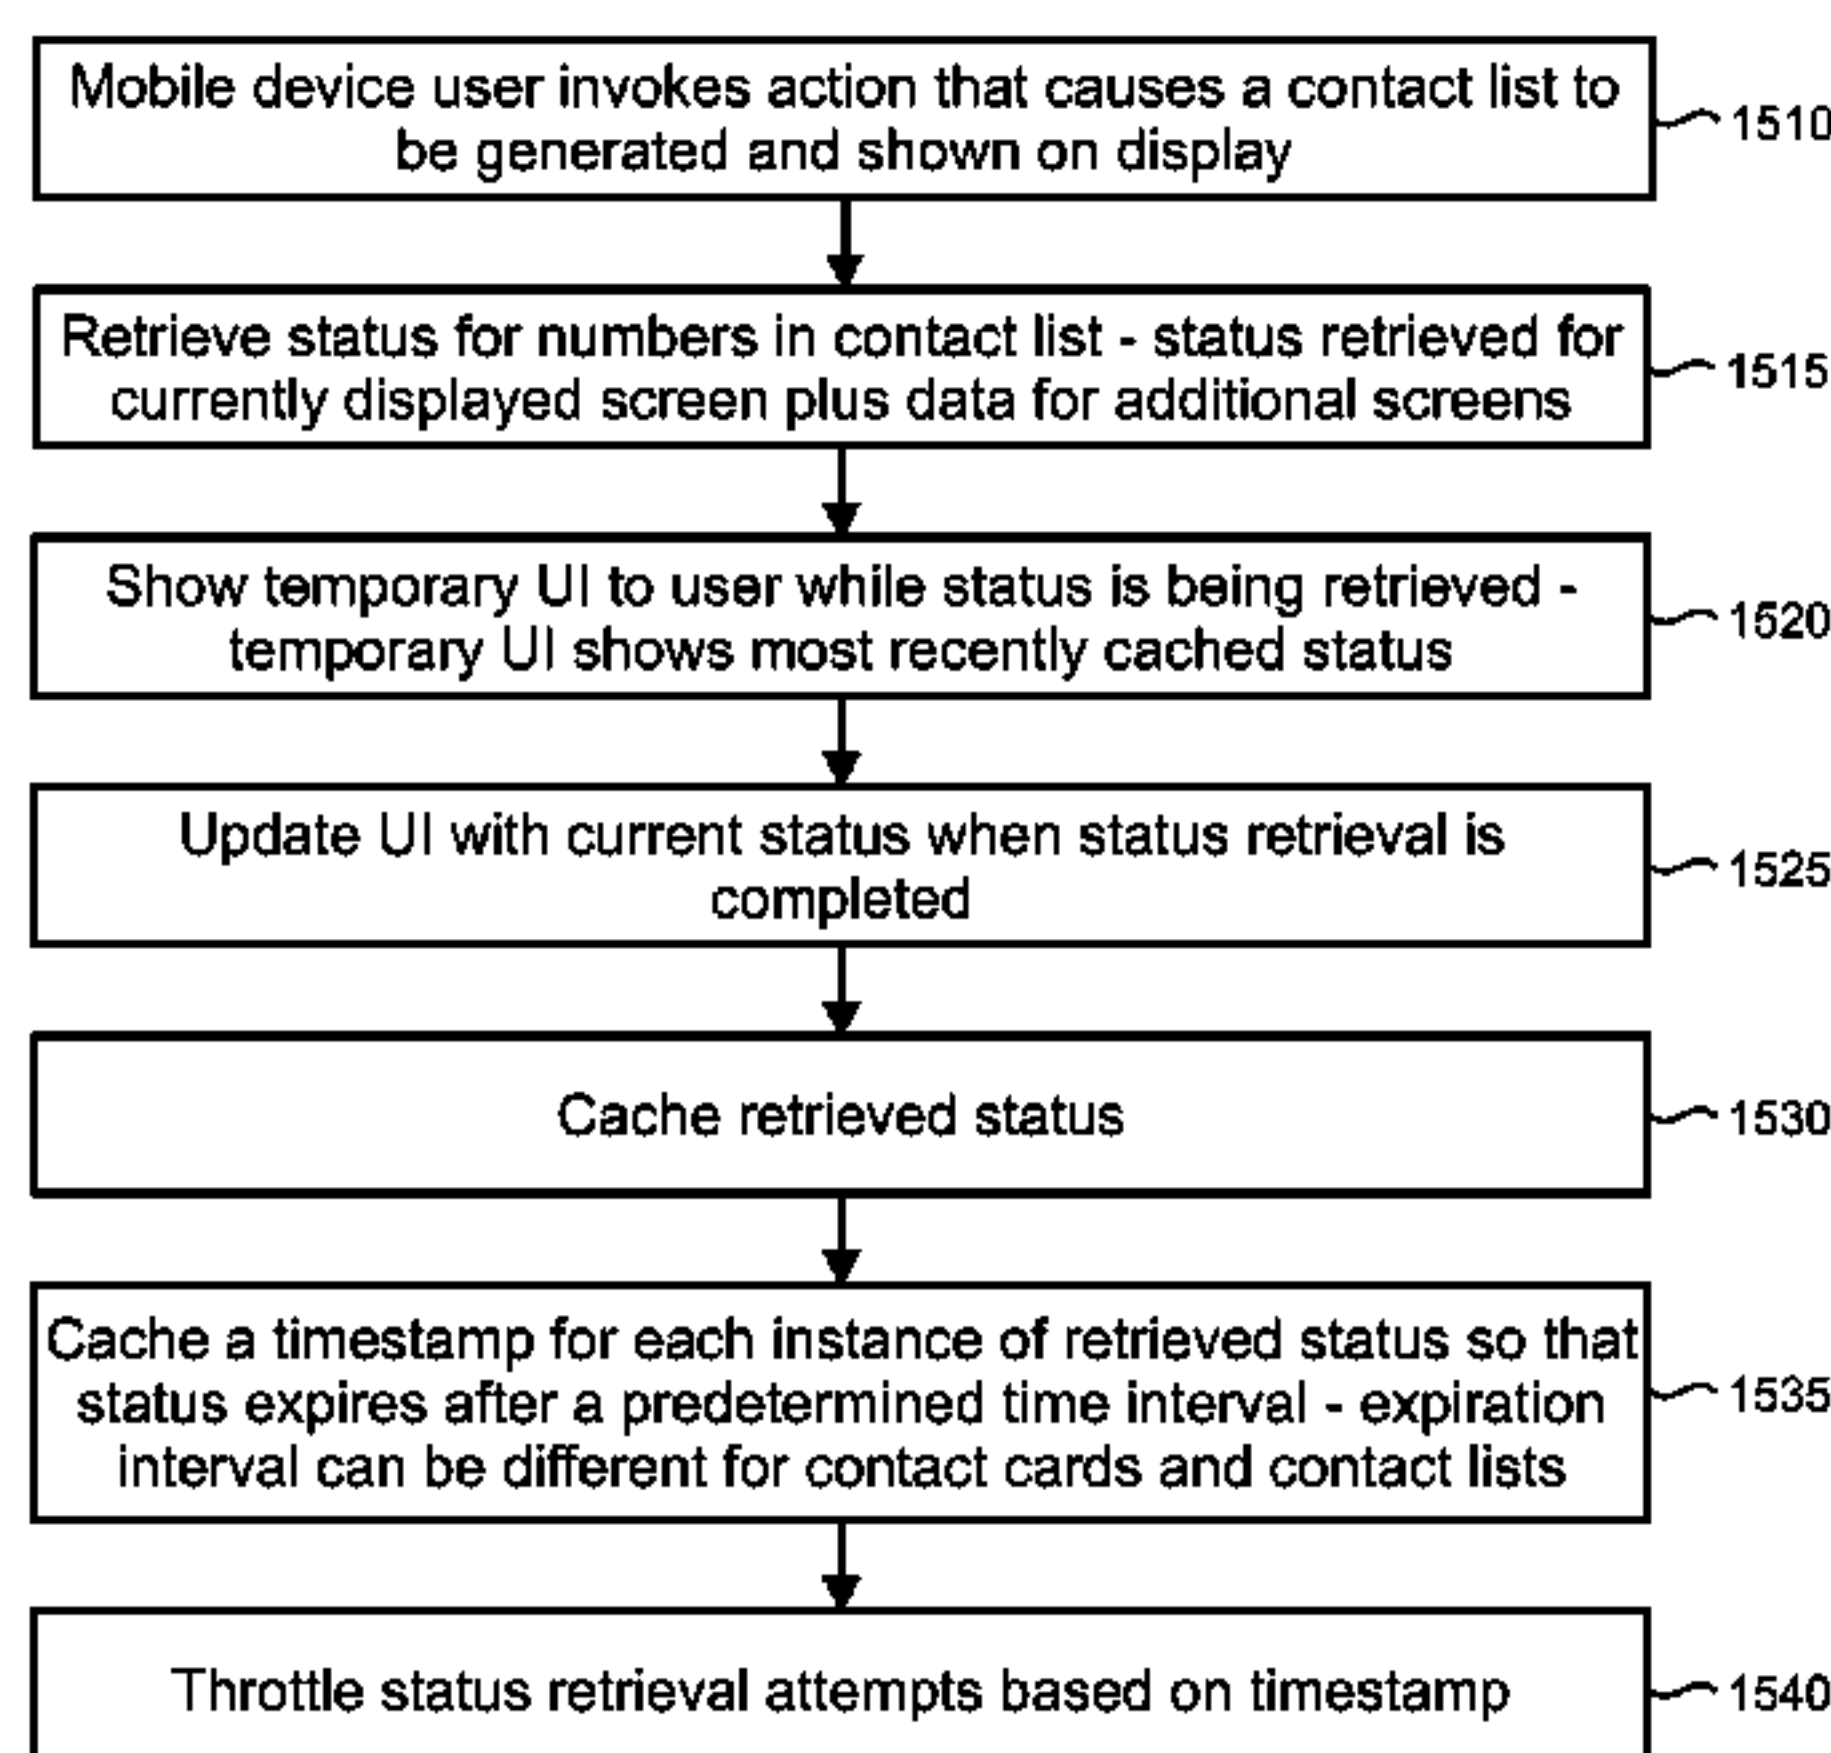 Mobile device user invokes action that causes a contact list to
be generated and shown on display
1510
Retrieve status for numbers in contact list - status retrieved for
currently displayed screen plus data for additional screens
1515
Show temporary UI to user while status is being retrieved -
temporary UI shows most recently cached status
1520
Update UI with current status when status retrieval is
completed
1525
Cache retrieved status
1530
Cache a timestamp for each instance of retrieved status so that
status expires after a predetermined time interval - expiration
interval can be different for contact cards and contact lists
1535
Throttle status retrieval attempts based on timestamp
1540